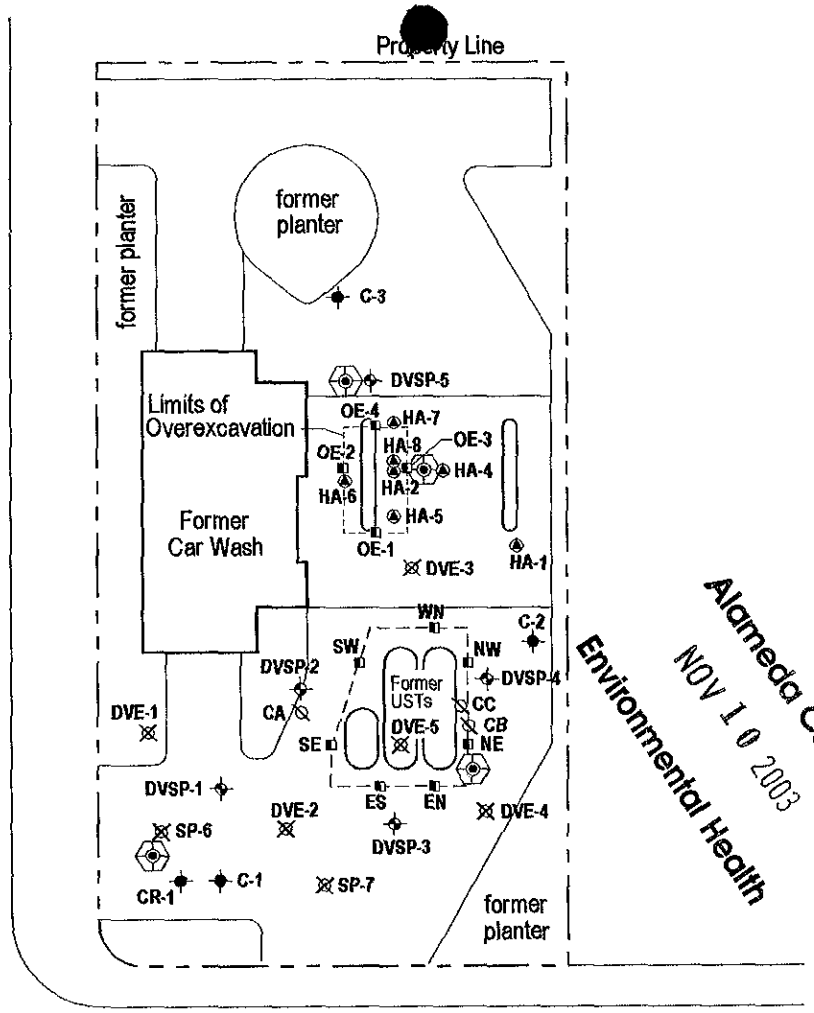 Property Line
former
planter
former planter
C-3
DVSP-5
Limits of
Overexcavation
OE-4
HA-7
HA-8
OE-3
OE-2
HA-4
HA-2
HA-6
HA-5
Former
Car Wash
OE-1
HA-1
DVE-3
WN
C-2
SW
NW
DVSP-2
Former
USTs
DVSP-4
CA
CC
CB
DVE-1
DVE-5
SE
NE
DVSP-1
ES
EN
DVE-2
DVE-4
SP-6
DVSP-3
CR-1
C-1
SP-7
former
planter
Alameda Co
NOV 10 2003
Environmental Health